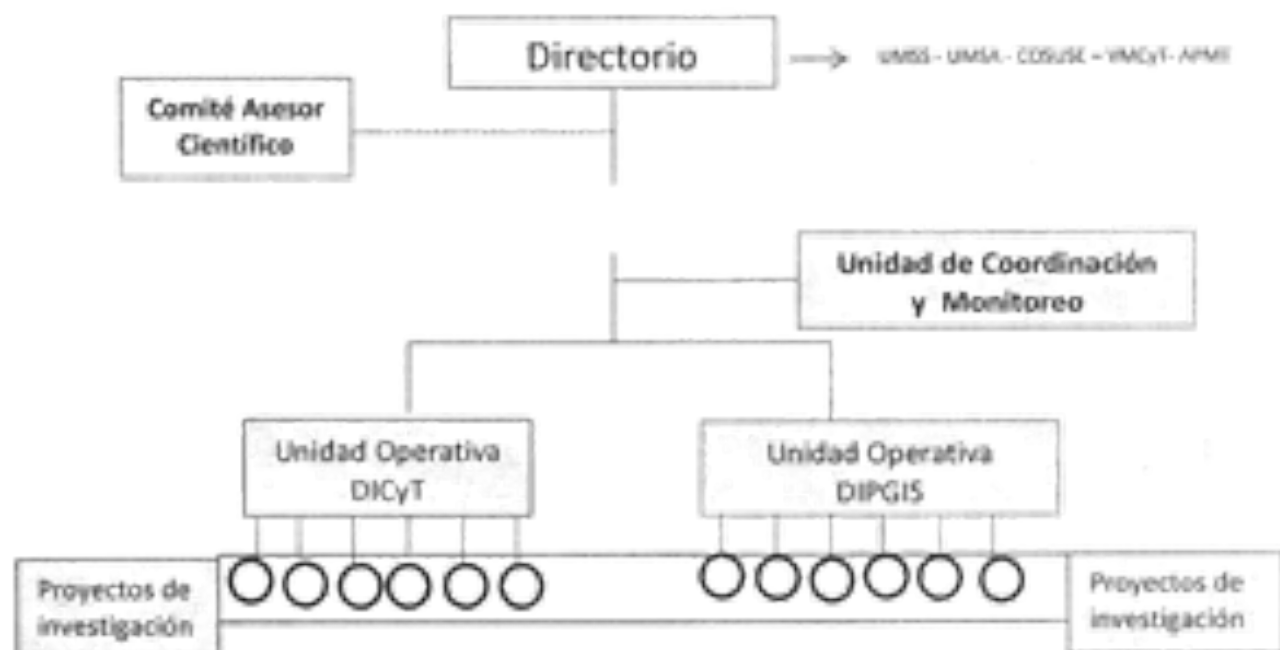 Directorio
UMSS - UMSA - COSUSE - VMCyT - APMT
Comité Asesor
Científico
Unidad de Coordinación
y Monitoreo
Unidad Operativa
DICyT
Unidad Operativa
DIPGIS
Proyectos de
investigación
Proyectos de
investigación